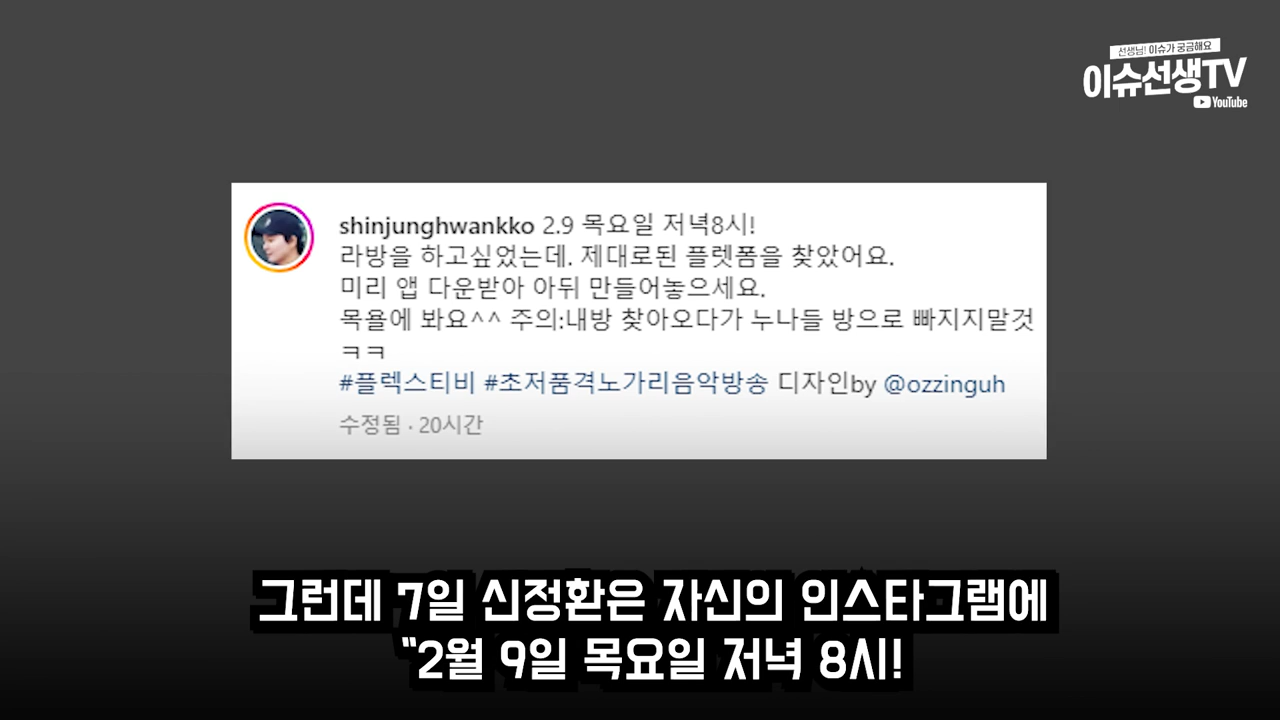 선생님! 이슈가 궁금해요
이슈선생TV
YouTube
shinjunghwankko 2.9 목요일 저녁8시!
라방을 하고싶었는데. 제대로된 플렛폼을 찾았어요.
미리 앱 다운받아 아뒤 만들어놓으세요.
목욜에 봐요^^ 주의:내방 찾아오다가 누나들 방으로 빠지지말것
ㅋㅋ
#플렉스티비 #초저품격노가리음악방송 디자인by @ozzinguh
수정됨 · 20시간
그런데 7일 신정환은 자신의 인스타그램에
“2월 9일 목요일 저녁 8시!